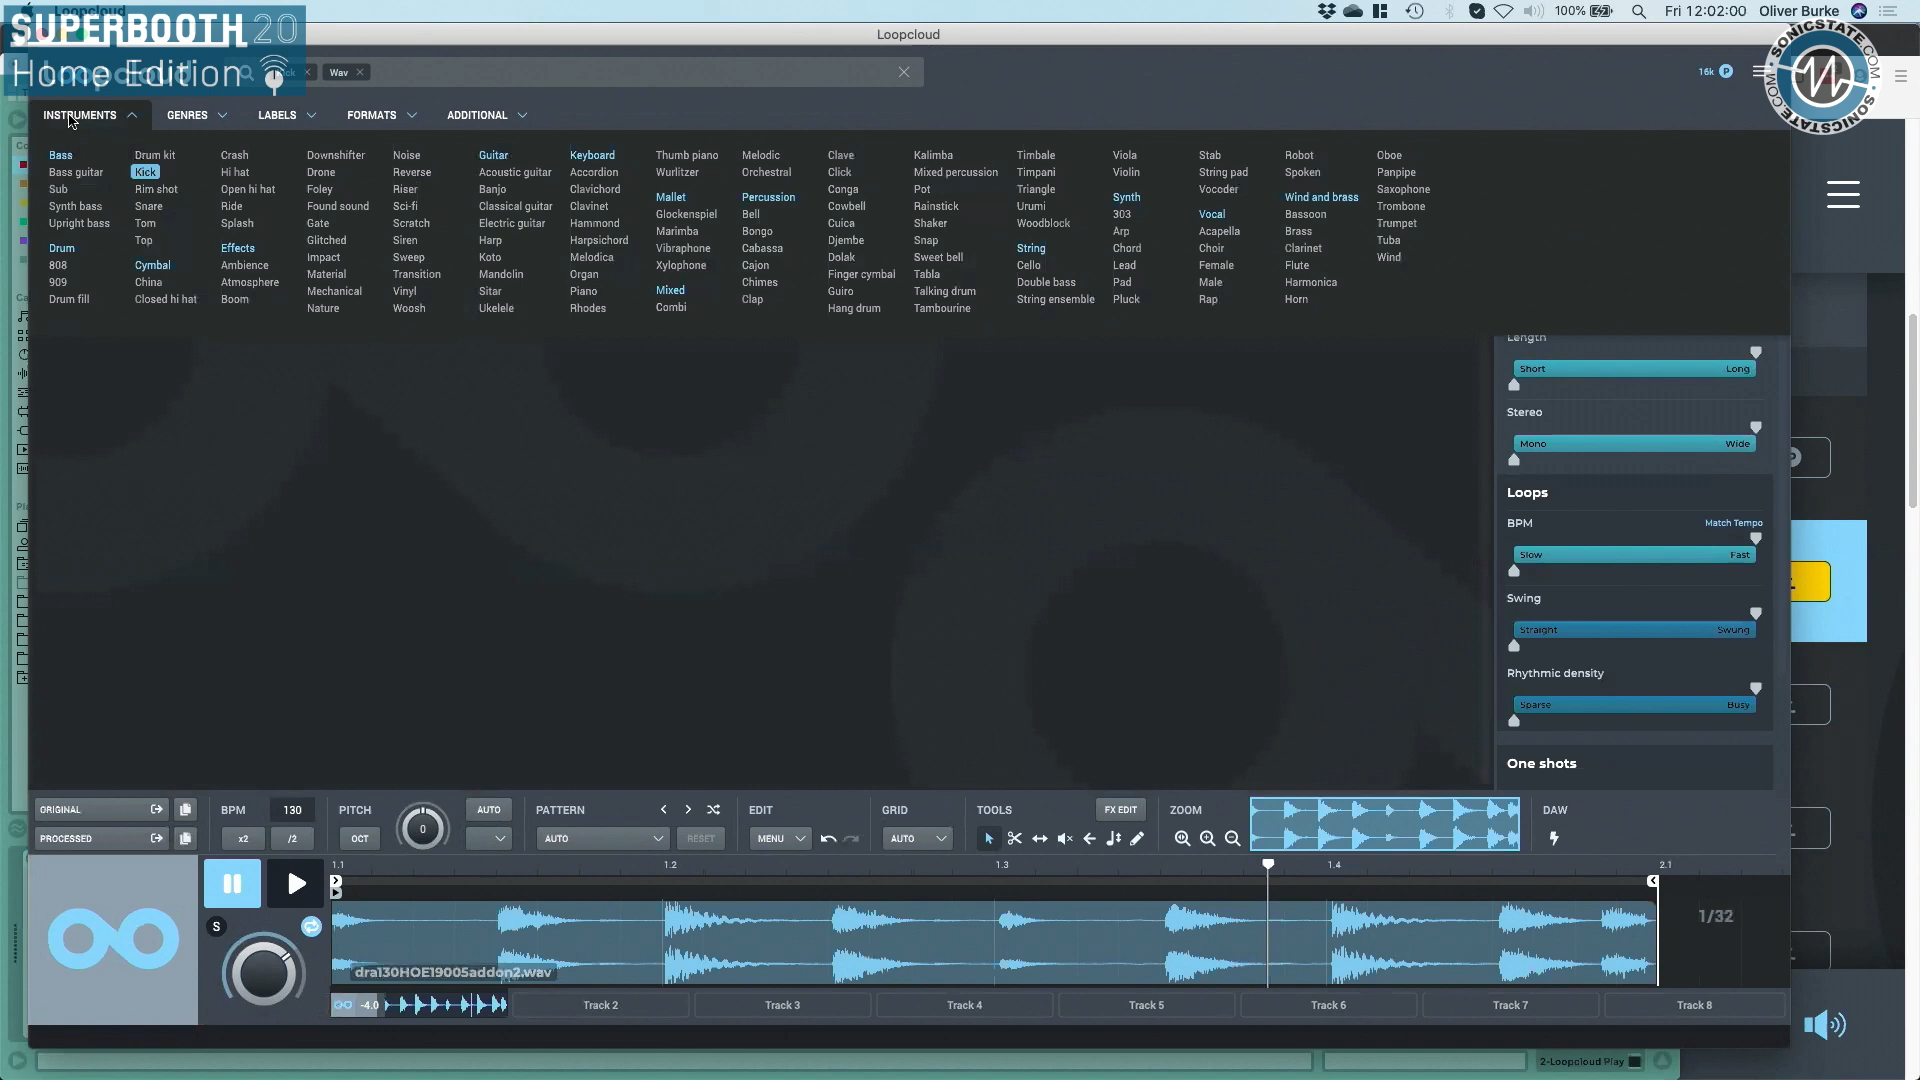 Loopcloud
100%
Fri 12:02:00 Oliver Burke
SUPERBOOTH 20
Home Edition
Loopcloud
Wav
16k P
SONICSTATE.COM
SONICSTATE.COM
INSTRUMENTS
GENRES
LABELS
FORMATS
ADDITIONAL
Bass
Bass guitar
Sub
Synth bass
Upright bass
Drum
808
909
Drum fill
Drum kit
Kick
Rim shot
Snare
Tom
Top
Cymbal
China
Closed hi hat
Crash
Hi hat
Open hi hat
Ride
Splash
Effects
Ambience
Atmosphere
Boom
Downshifter
Drone
Foley
Found sound
Gate
Glitched
Impact
Material
Mechanical
Nature
Noise
Reverse
Riser
Sci-fi
Scratch
Siren
Sweep
Transition
Vinyl
Woosh
Guitar
Acoustic guitar
Banjo
Classical guitar
Electric guitar
Harp
Koto
Mandolin
Sitar
Ukelele
Keyboard
Accordion
Clavichord
Clavinet
Hammond
Harpsichord
Melodica
Organ
Piano
Rhodes
Thumb piano
Wurlitzer
Mallet
Glockenspiel
Marimba
Vibraphone
Xylophone
Mixed
Combi
Melodic
Orchestral
Percussion
Bell
Bongo
Cabassa
Cajon
Chimes
Clap
Clave
Click
Conga
Cowbell
Cuica
Djembe
Dolak
Finger cymbal
Guiro
Hang drum
Kalimba
Mixed percussion
Pot
Rainstick
Shaker
Snap
Sweet bell
Tabla
Talking drum
Tambourine
Timbale
Timpani
Triangle
Urumi
Woodblock
String
Cello
Double bass
String ensemble
Viola
Violin
Synth
303
Arp
Chord
Lead
Pad
Pluck
Stab
String pad
Vocoder
Vocal
Acapella
Choir
Female
Male
Rap
Robot
Spoken
Wind and brass
Bassoon
Brass
Clarinet
Flute
Harmonica
Horn
Oboe
Panpipe
Saxophone
Trombone
Trumpet
Tuba
Wind
Length
Short Long
Stereo
Mono Wide
Loops
BPM Match Tempo
Slow Fast
Swing
Straight Swung
Rhythmic density
Sparse Busy
One shots
ORIGINAL
PROCESSED
BPM 130
x2 /2
PITCH
OCT
0
AUTO
PATTERN
AUTO
RESET
EDIT
MENU
GRID
AUTO
TOOLS
FX EDIT
ZOOM
DAW
1.1 1.2 1.3 1.4 2.1
S
dra130HOE19005addon2.wav
1/32
-4.0
Track 2
Track 3
Track 4
Track 5
Track 6
Track 7
Track 8
2-Loopcloud Play